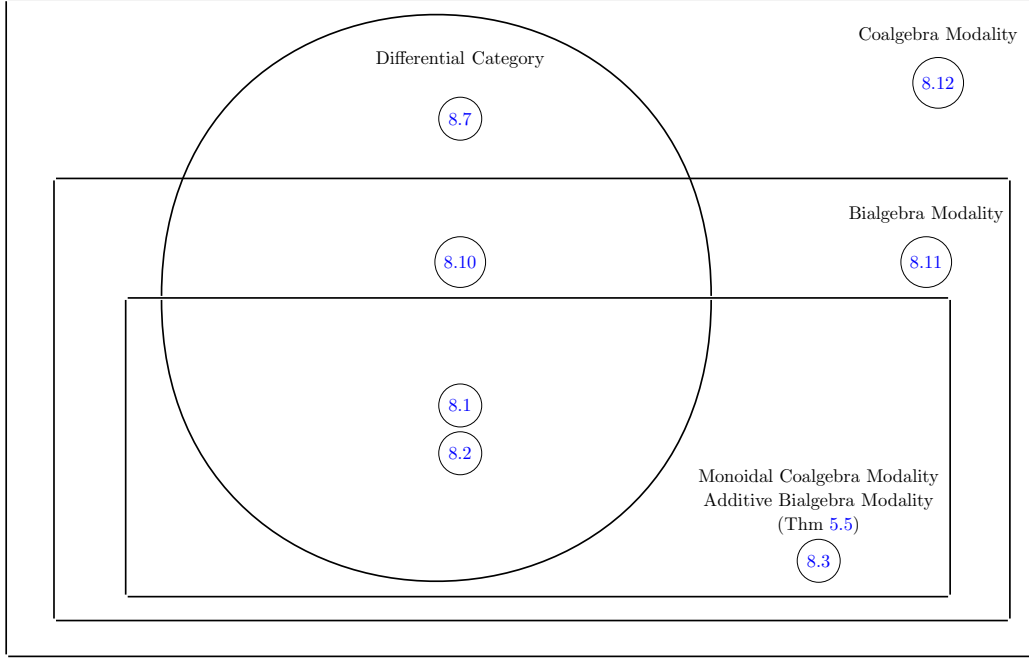 Coalgebra Modality
8.12
Differential Category
8.7
Bialgebra Modality
8.10
8.11
8.1
8.2
Monoidal Coalgebra Modality
Additive Bialgebra Modality
(Thm 5.5)
8.3